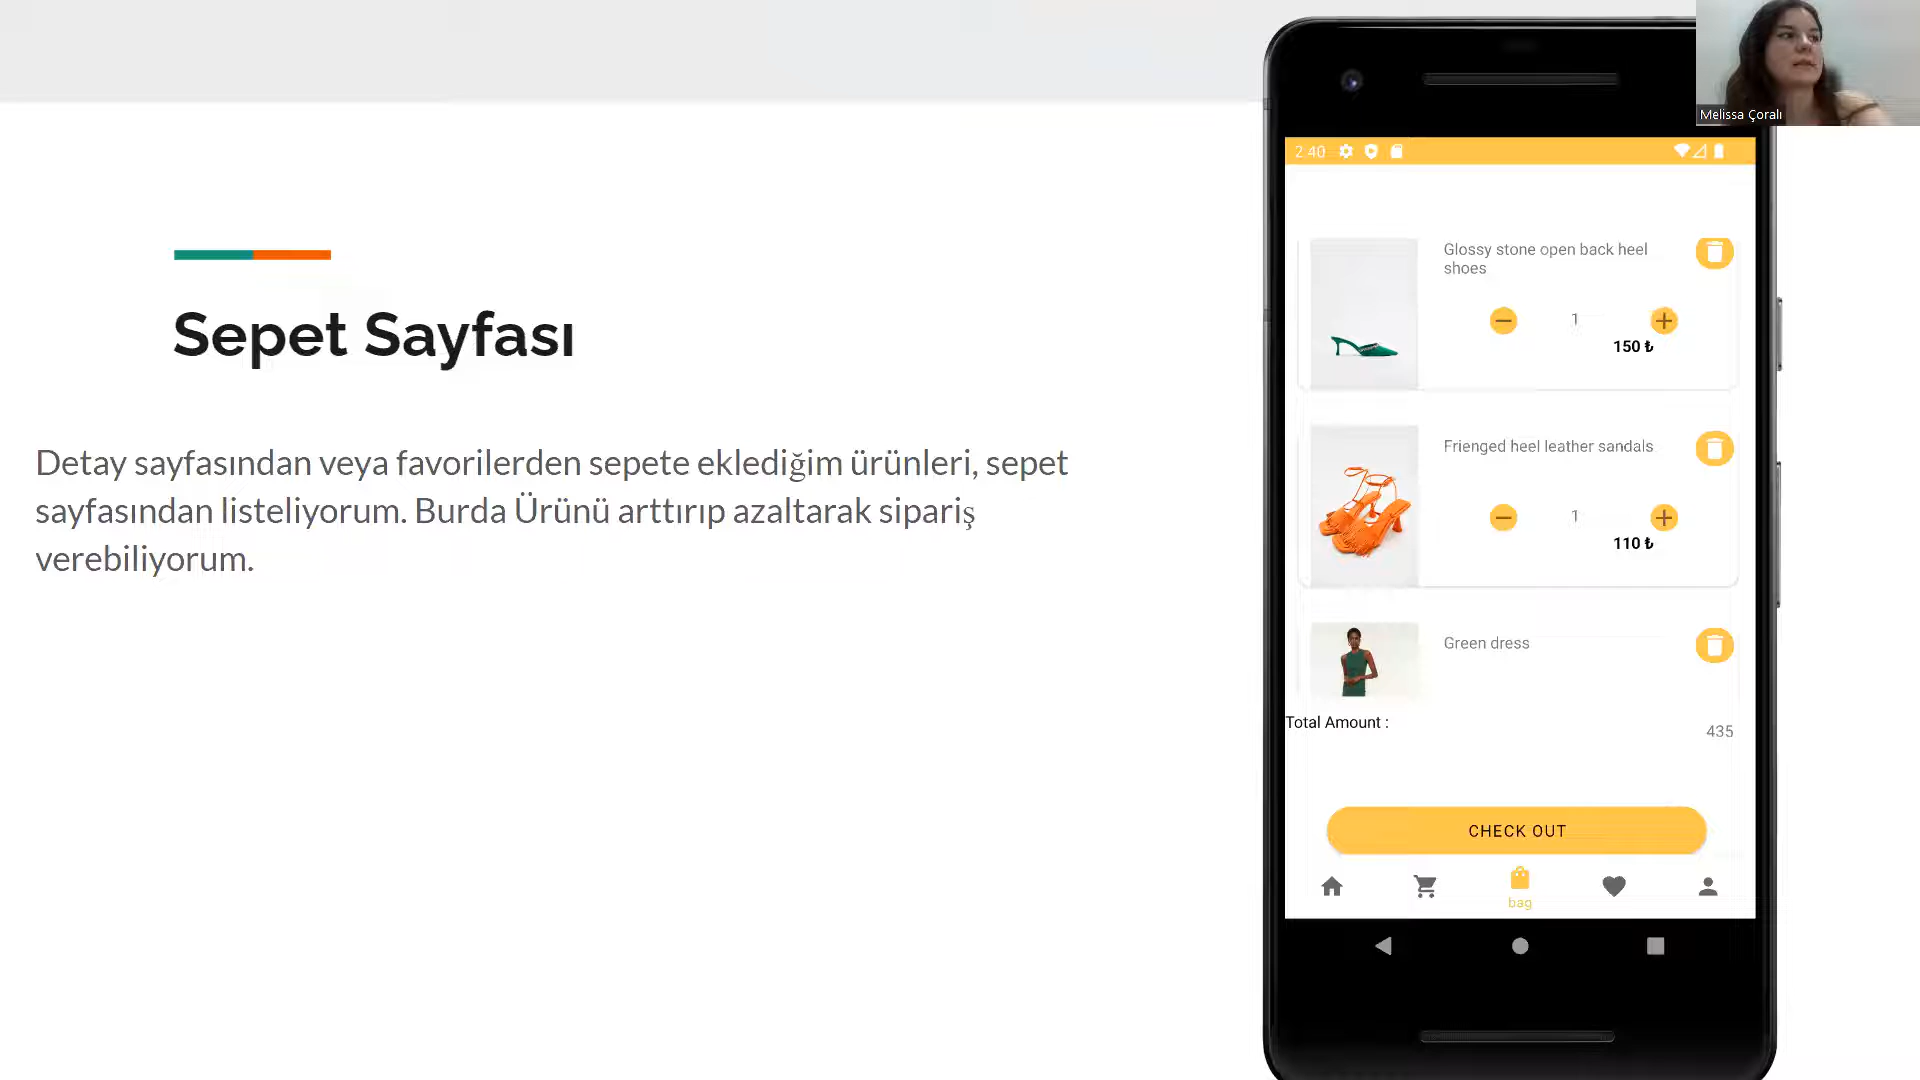 Sepet Sayfası
Detay sayfasından veya favorilerden sepete eklediğim ürünleri, sepet
sayfasından listeliyorum. Burda Ürünü arttırıp azaltarak sipariş
verebiliyorum.
Melissa Çoralı
2:40
Glossy stone open back heel
shoes
1
150 ₺
Frienged heel leather sandals
1
110 ₺
Green dress
Total Amount :
435
CHECK OUT
bag